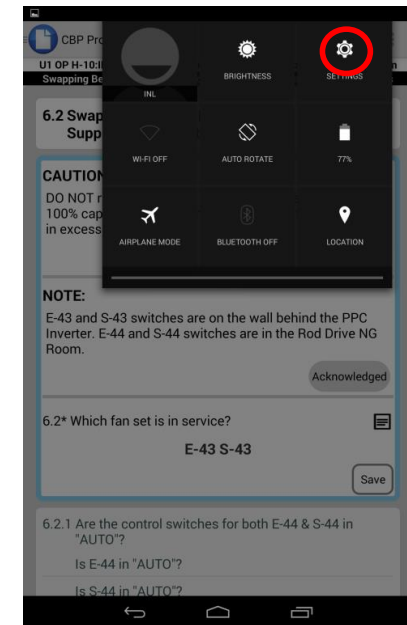 CBP Pro
U1 OP H-10:
Swapping Be
BRIGHTNESS
SETTINGS
INL
6.2 Swap
Supp
WI-FI OFF
AUTO ROTATE
77%
CAUTION
DO NOT r
100% cap
in excess
AIRPLANE MODE
BLUETOOTH OFF
LOCATION
NOTE:
E-43 and S-43 switches are on the wall behind the PPC
Inverter. E-44 and S-44 switches are in the Rod Drive NG
Room.
Acknowledged
6.2* Which fan set is in service?
E-43 S-43
Save
6.2.1 Are the control switches for both E-44 & S-44 in
"AUTO"?
Is E-44 in "AUTO"?
Is S-44 in "AUTO"?